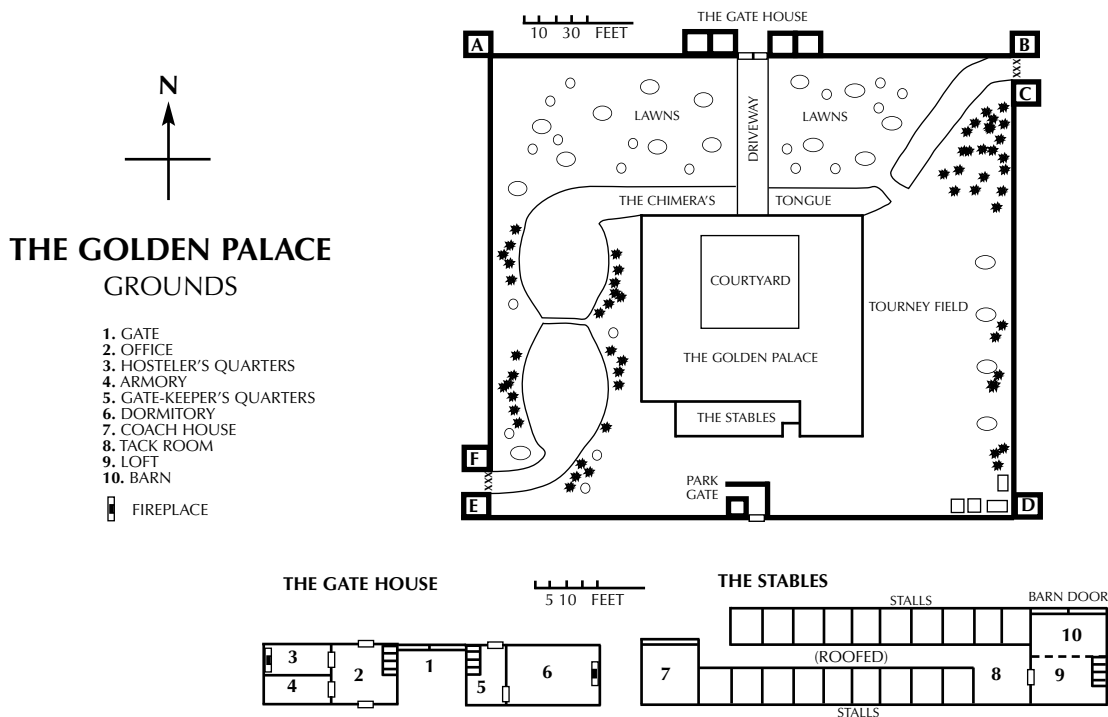 THE GATE HOUSE
10 30 FEET
A
B
N
DRIVEWAY
C
LAWNS
LAWNS
THE CHIMERA'S
TONGUE
THE GOLDEN PALACE
GROUNDS
COURTYARD
TOURNEY FIELD
1. GATE
2. OFFICE
3. HOSTELER'S QUARTERS
4. ARMORY
5. GATE-KEEPER'S QUARTERS
6. DORMITORY
7. COACH HOUSE
8. TACK ROOM
9. LOFT
10. BARN
FIREPLACE
THE GOLDEN PALACE
THE STABLES
F
XXX
XXX
PARK
GATE
E
D
THE GATE HOUSE
5 10 FEET
THE STABLES
STALLS
BARN DOOR
3
4
2
1
5
6
7
(ROOFED)
8
10
9
STALLS